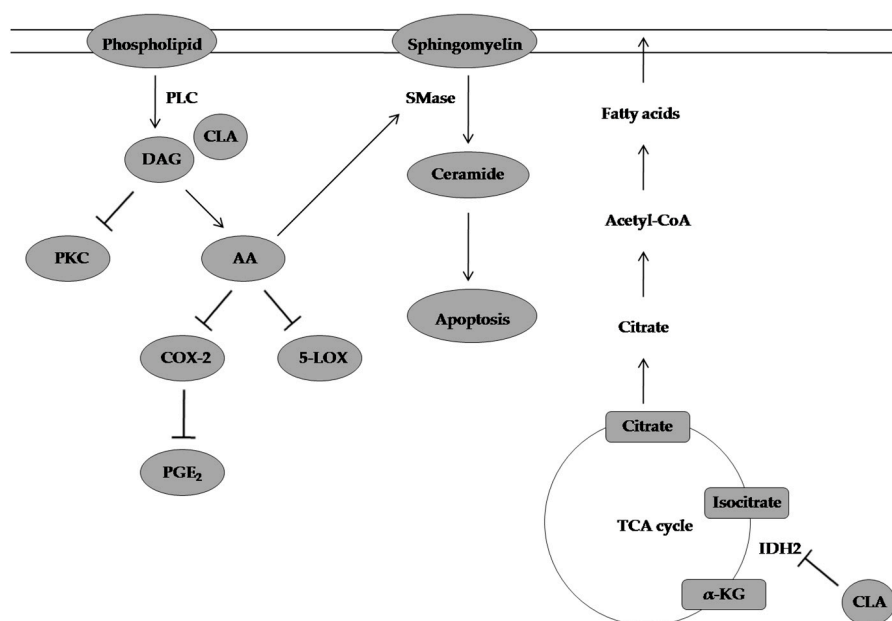 Phospholipid
Sphingomyelin
PLC
SMase
Fatty acids
CLA
DAG
Ceramide
Acetyl-CoA
PKC
AA
Apoptosis
Citrate
COX-2
5-LOX
Citrate
PGE₂
Isocitrate
TCA cycle
IDH2
α-KG
CLA